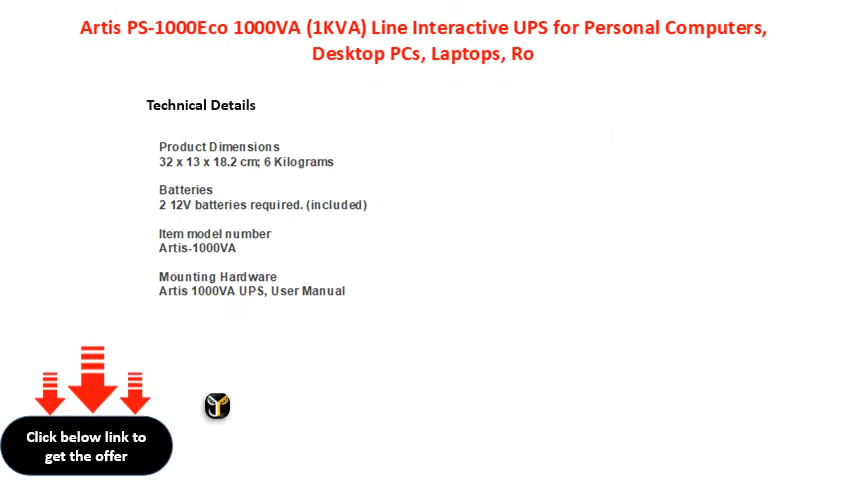 Artis PS-1000Eco 1000VA (1KVA) Line Interactive UPS for Personal Computers,
Desktop PCs, Laptops, Ro
Technical Details
Product Dimensions
32 x 13 x 18.2 cm; 6 Kilograms
Batteries
2 12V batteries required. (included)
Item model number
Artis-1000VA
Mounting Hardware
Artis 1000VA UPS, User Manual
Click below link to
get the offer